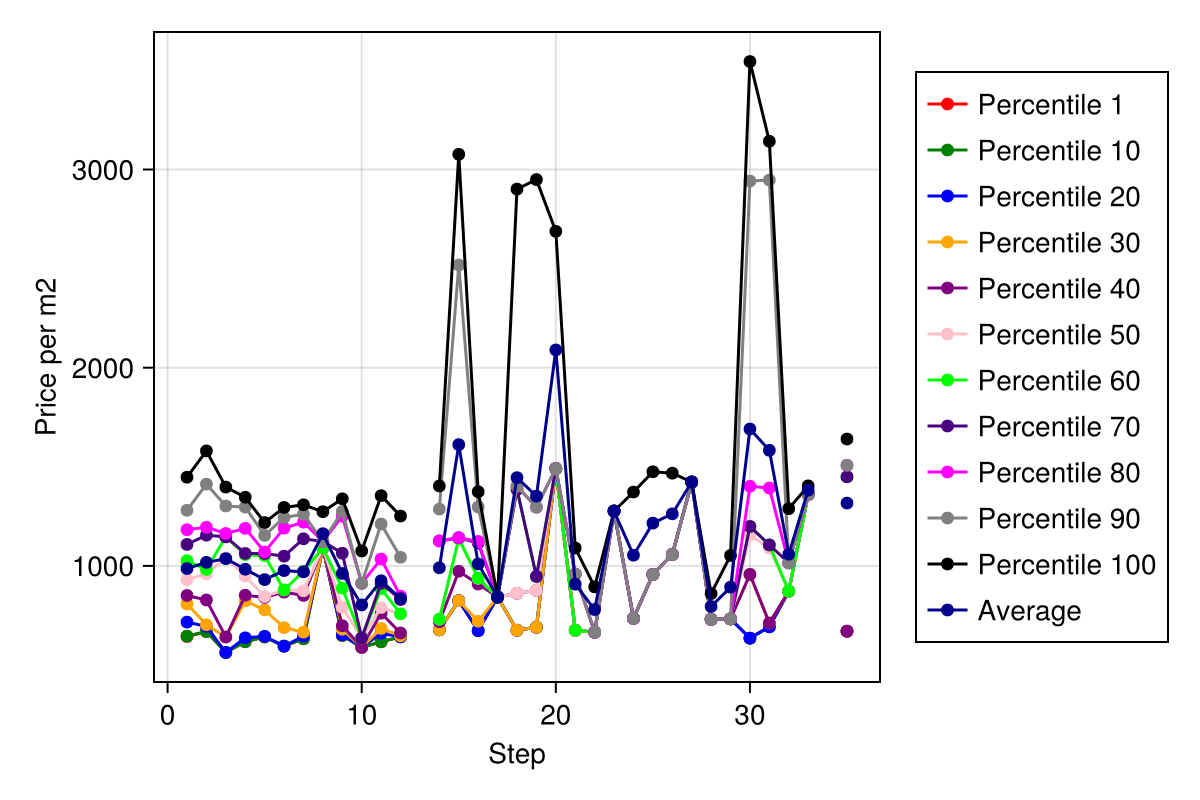 Price per m2
3000
2000
1000
0
10
20
30
Step
Percentile 1
Percentile 10
Percentile 20
Percentile 30
Percentile 40
Percentile 50
Percentile 60
Percentile 70
Percentile 80
Percentile 90
Percentile 100
Average